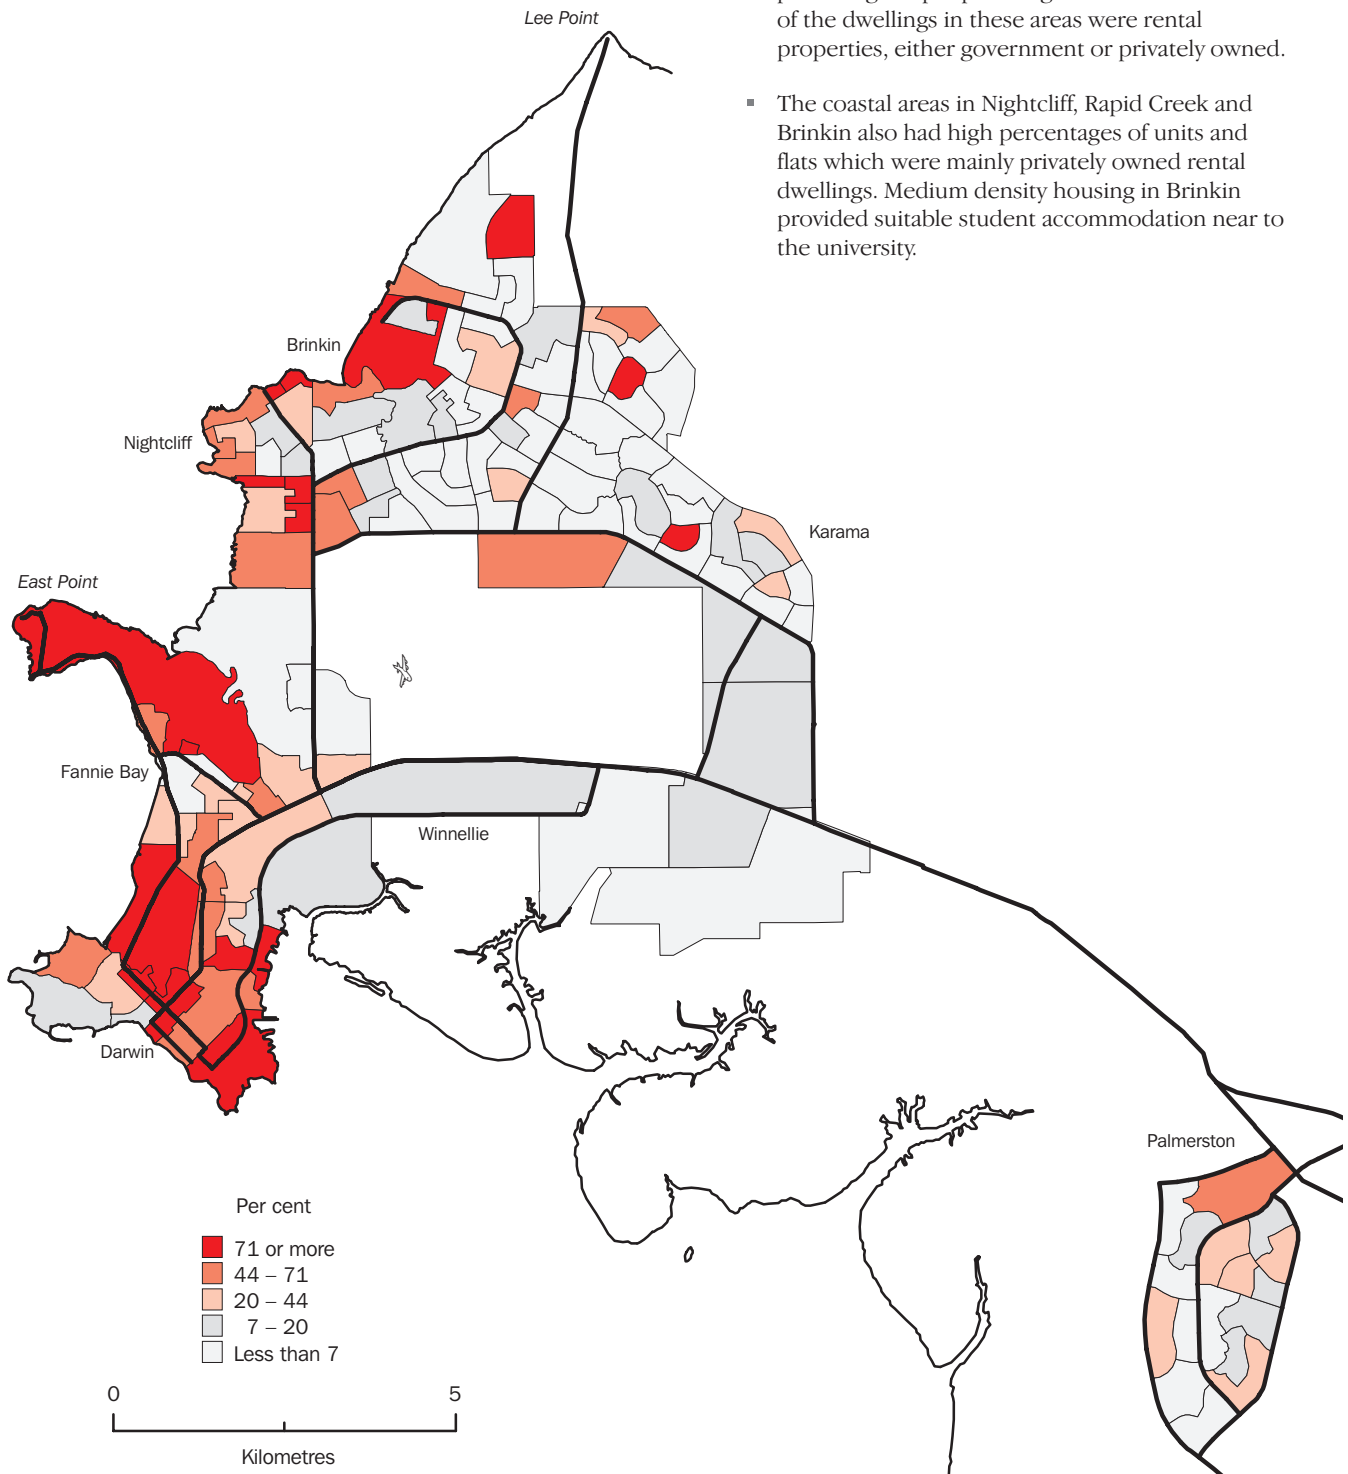 of the dwellings in these areas were rental
properties, either government or privately owned.
▪ The coastal areas in Nightcliff, Rapid Creek and
Brinkin also had high percentages of units and
flats which were mainly privately owned rental
dwellings. Medium density housing in Brinkin
provided suitable student accommodation near to
the university.
Lee Point
Brinkin
Nightcliff
Karama
East Point
Fannie Bay
Winnellie
Darwin
Palmerston
Per cent
71 or more
44 – 71
20 – 44
7 – 20
Less than 7
0 5
Kilometres